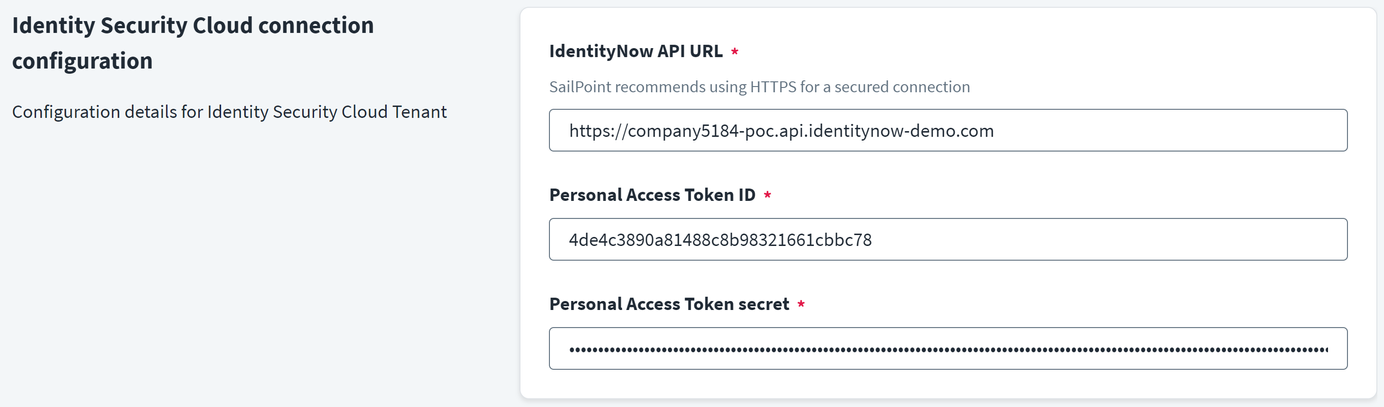 Identity Security Cloud connection
configuration
Configuration details for Identity Security Cloud Tenant
IdentityNow API URL *
SailPoint recommends using HTTPS for a secured connection
https://company5184-poc.api.identitynow-demo.com
Personal Access Token ID *
4de4c3890a81488c8b98321661cbbc78
Personal Access Token secret *